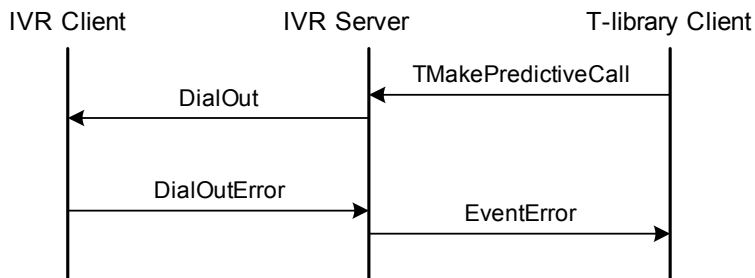 IVR Client
IVR Server
T-library Client
TMakePredictiveCall
DialOut
DialOutError
EventError